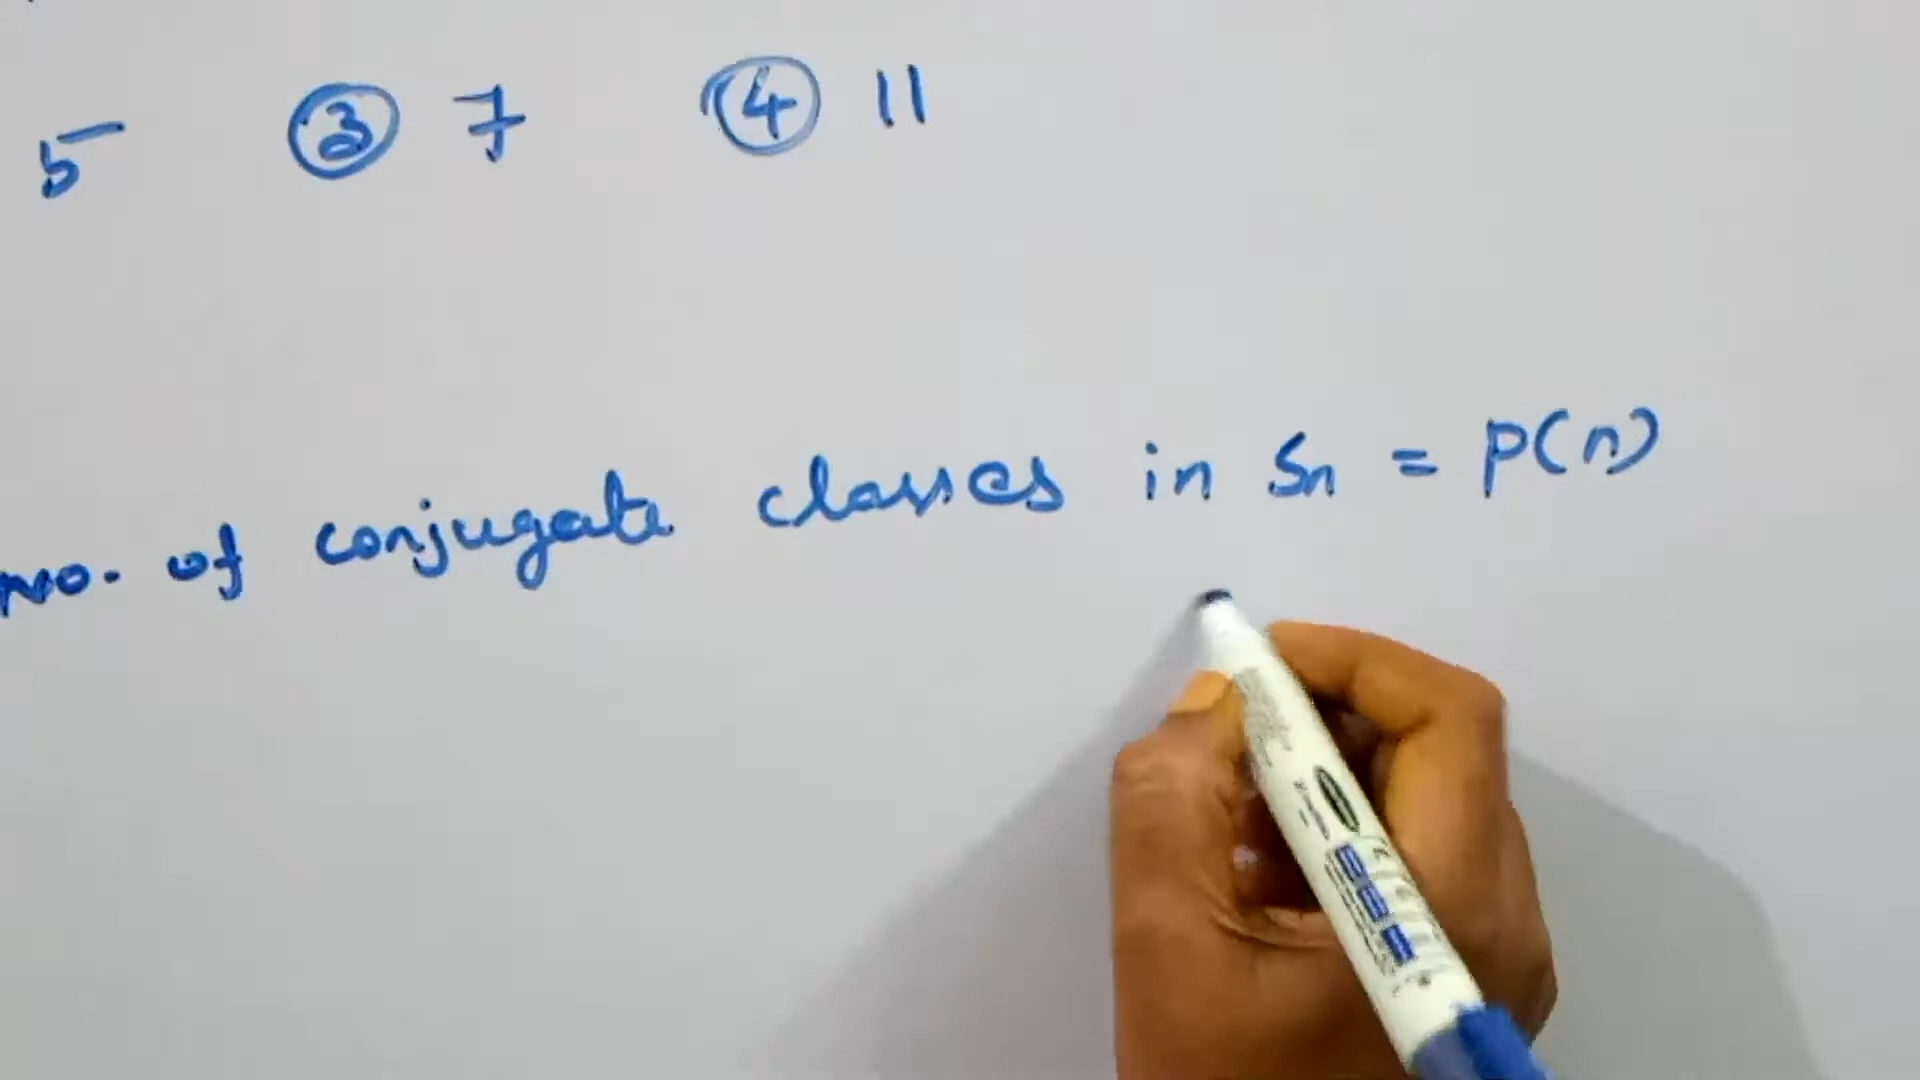 5 ③ 7 ④ 11
No. of conjugate classes in Sn = P(n)